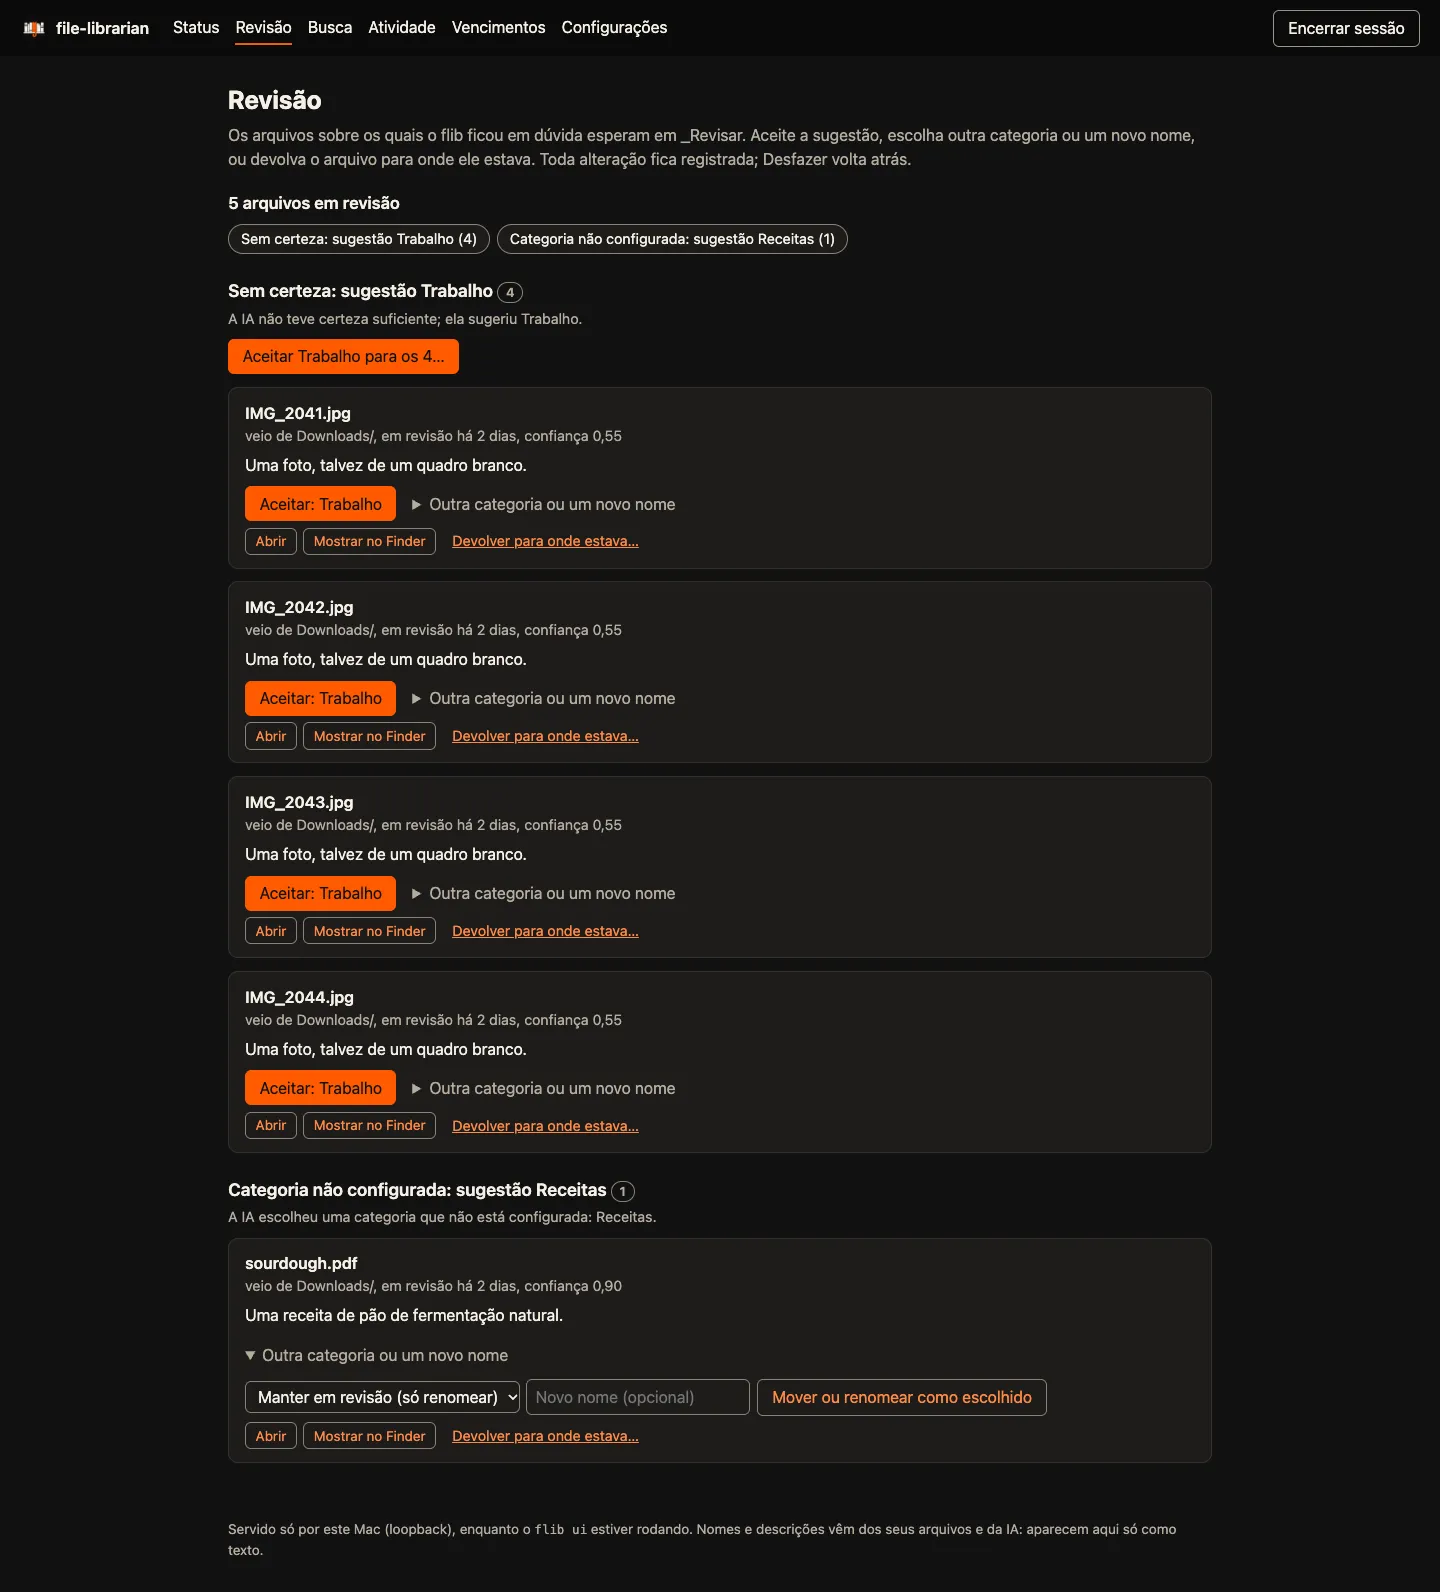 file-librarian
Status
Revisão
Busca
Atividade
Vencimentos
Configurações
Encerrar sessão
Revisão
Os arquivos sobre os quais o flib ficou em dúvida esperam em _Revisar. Aceite a sugestão, escolha outra categoria ou um novo nome,
ou devolva o arquivo para onde ele estava. Toda alteração fica registrada; Desfazer volta atrás.
5 arquivos em revisão
Sem certeza: sugestão Trabalho (4)
Categoria não configurada: sugestão Receitas (1)
Sem certeza: sugestão Trabalho 4
A IA não teve certeza suficiente; ela sugeriu Trabalho.
Aceitar Trabalho para os 4...
IMG_2041.jpg
veio de Downloads/, em revisão há 2 dias, confiança 0,55
Uma foto, talvez de um quadro branco.
Aceitar: Trabalho
Outra categoria ou um novo nome
Abrir
Mostrar no Finder
Devolver para onde estava...
IMG_2042.jpg
veio de Downloads/, em revisão há 2 dias, confiança 0,55
Uma foto, talvez de um quadro branco.
Aceitar: Trabalho
Outra categoria ou um novo nome
Abrir
Mostrar no Finder
Devolver para onde estava...
IMG_2043.jpg
veio de Downloads/, em revisão há 2 dias, confiança 0,55
Uma foto, talvez de um quadro branco.
Aceitar: Trabalho
Outra categoria ou um novo nome
Abrir
Mostrar no Finder
Devolver para onde estava...
IMG_2044.jpg
veio de Downloads/, em revisão há 2 dias, confiança 0,55
Uma foto, talvez de um quadro branco.
Aceitar: Trabalho
Outra categoria ou um novo nome
Abrir
Mostrar no Finder
Devolver para onde estava...
Categoria não configurada: sugestão Receitas 1
A IA escolheu uma categoria que não está configurada: Receitas.
sourdough.pdf
veio de Downloads/, em revisão há 2 dias, confiança 0,90
Uma receita de pão de fermentação natural.
Outra categoria ou um novo nome
Manter em revisão (só renomear)
Novo nome (opcional)
Mover ou renomear como escolhido
Abrir
Mostrar no Finder
Devolver para onde estava...
Servido só por este Mac (loopback), enquanto o flib ui estiver rodando. Nomes e descrições vêm dos seus arquivos e da IA: aparecem aqui só como
texto.